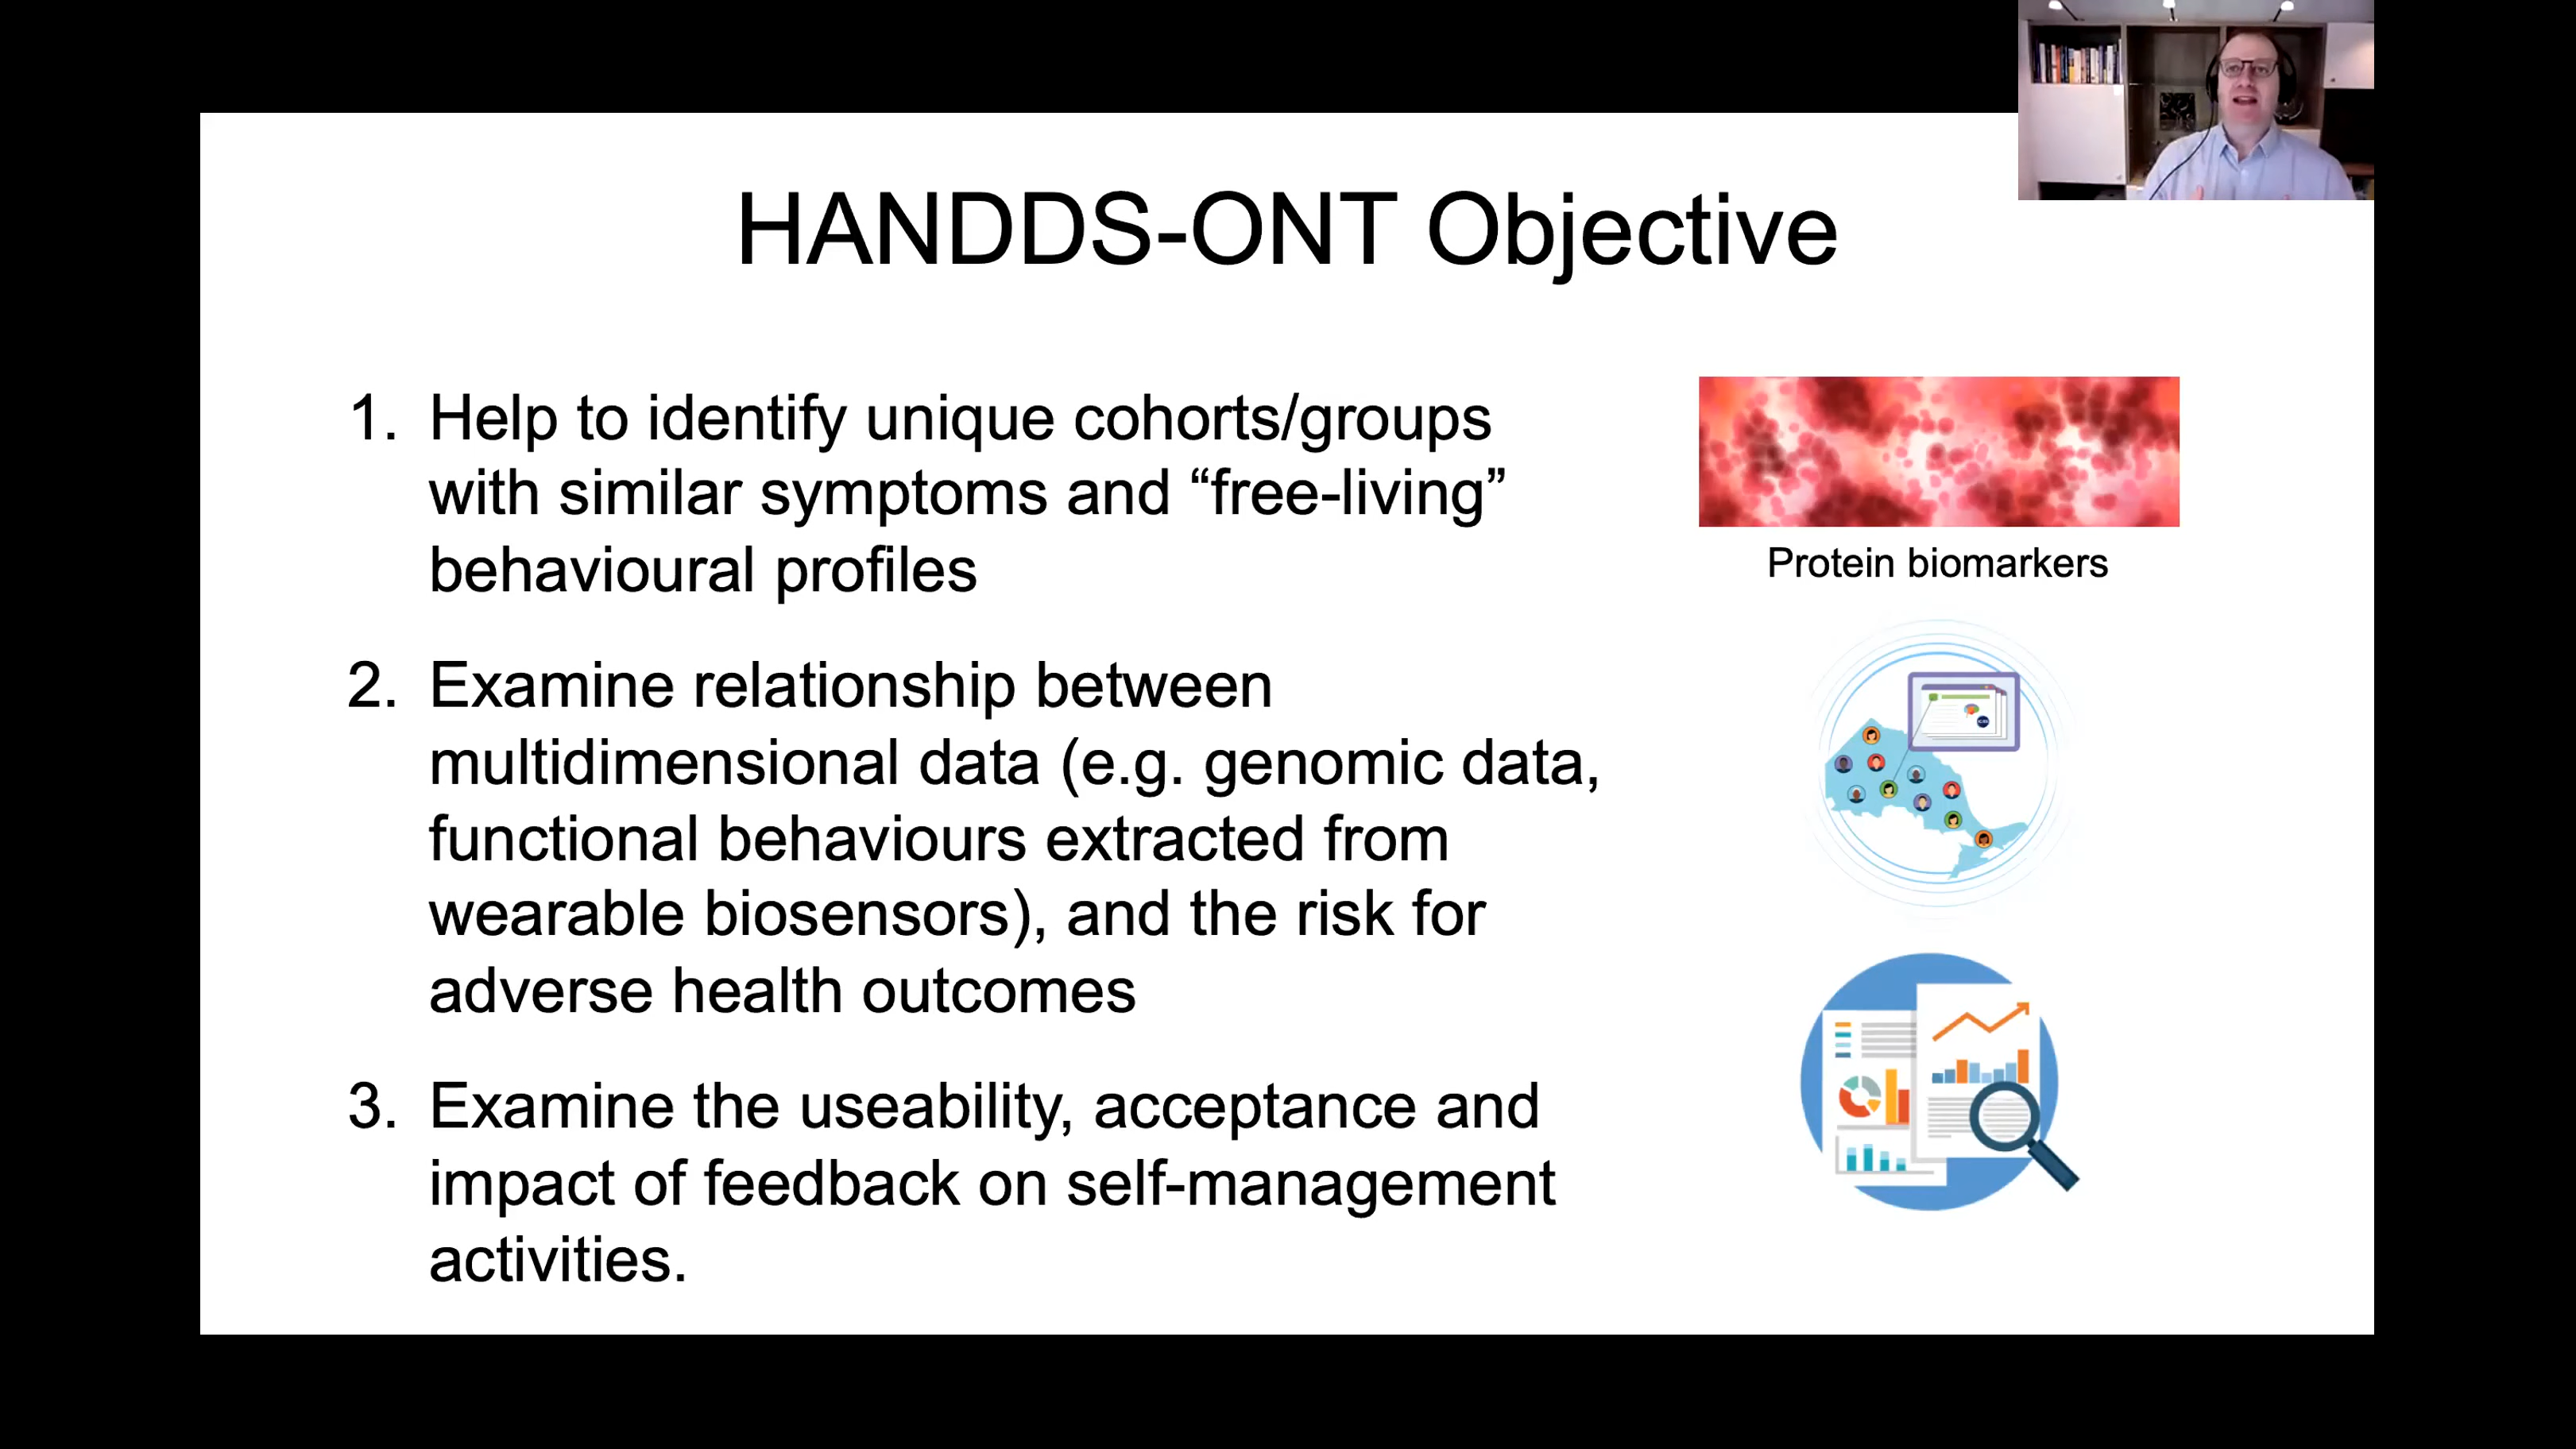 HANDDS-ONT Objective
1. Help to identify unique cohorts/groups
with similar symptoms and “free-living”
behavioural profiles
2. Examine relationship between
multidimensional data (e.g. genomic data,
functional behaviours extracted from
wearable biosensors), and the risk for
adverse health outcomes
3. Examine the useability, acceptance and
impact of feedback on self-management
activities.
Protein biomarkers